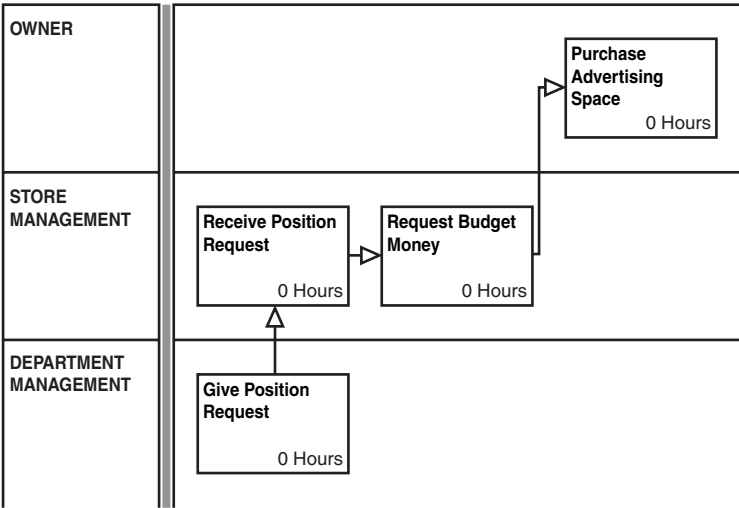 OWNER
Purchase
Advertising
Space
0 Hours
STORE
MANAGEMENT
Receive Position
Request
0 Hours
Request Budget
Money
0 Hours
DEPARTMENT
MANAGEMENT
Give Position
Request
0 Hours